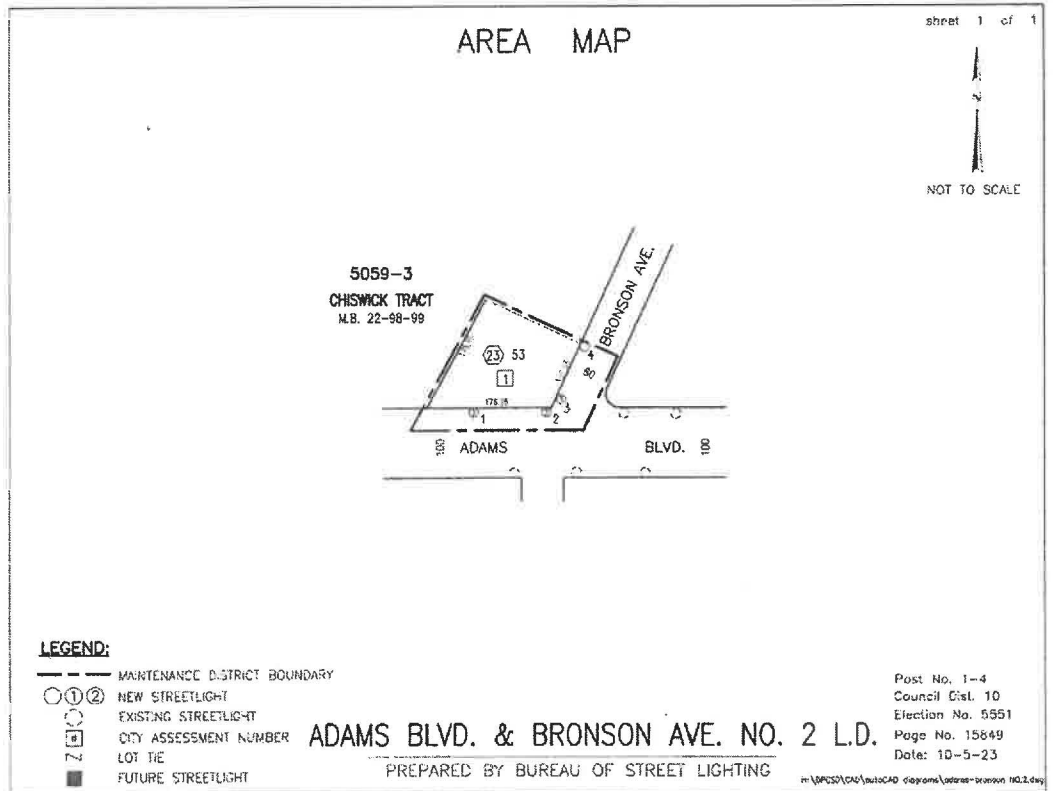 sheet 1 of 1
AREA MAP
N
NOT TO SCALE
5059-3
CHISWICK TRACT
M.B. 22-98-99
BRONSON AVE.
23 53
1
4
80
3
1 2
100 ADAMS BLVD. 100
LEGEND:
MAINTENANCE DISTRICT BOUNDARY
1 2 NEW STREETLIGHT
EXISTING STREETLIGHT
# CITY ASSESSMENT NUMBER
LOT TIE
FUTURE STREETLIGHT
ADAMS BLVD. & BRONSON AVE. NO. 2 L.D.
PREPARED BY BUREAU OF STREET LIGHTING
Post No. 1-4
Council Dist. 10
Election No. 5551
Page No. 15849
Date: 10-5-23